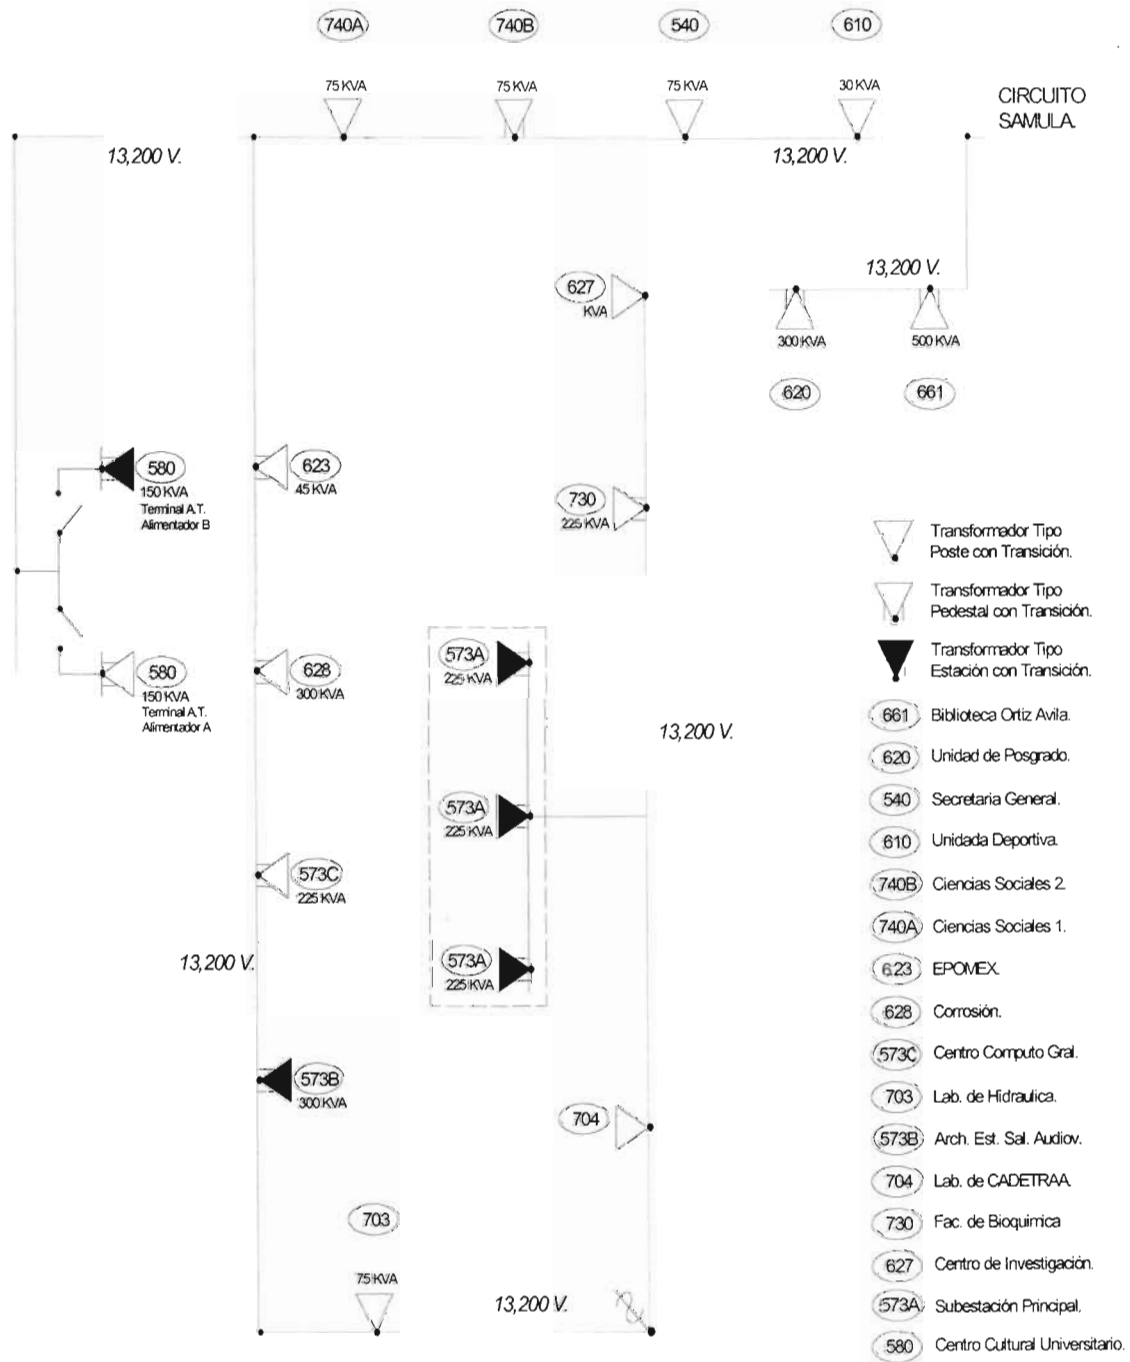 740A
740B
540
610
75 KVA
75 KVA
75 KVA
30 KVA
CIRCUITO
SAMULA.
13,200 V.
13,200 V.
13,200 V.
627
KVA
300 KVA
500 KVA
620
661
580
150 KVA
Terminal A.T.
Alimentador B
623
45 KVA
730
225 KVA
580
150 KVA
Terminal A.T.
Alimentador A
628
300 KVA
573A
225 KVA
13,200 V.
573A
225 KVA
573C
225 KVA
13,200 V.
573A
225 KVA
573B
300 KVA
704
703
75 KVA
13,200 V.
Transformador Tipo
Poste con Transición.
Transformador Tipo
Pedestal con Transición.
Transformador Tipo
Estación con Transición.
661 Biblioteca Ortiz Avila.
620 Unidad de Posgrado.
540 Secretaria General.
610 Unidada Deportiva.
740B Ciencias Sociales 2.
740A Ciencias Sociales 1.
623 EPOMEX.
628 Corrosión.
573C Centro Computo Gral.
703 Lab. de Hidraulica.
573B Arch. Est. Sal. Audiov.
704 Lab. de CADETRAA.
730 Fac. de Bioquimica
627 Centro de Investigación.
573A Subestación Principal.
580 Centro Cultural Universitario.